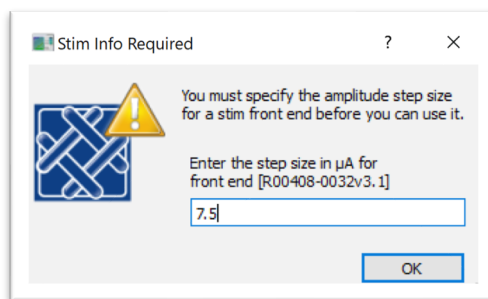 Stim Info Required
?
You must specify the amplitude step size
for a stim front end before you can use it.
Enter the step size in µA for
front end [R00408-0032v3.1]
7.5
OK